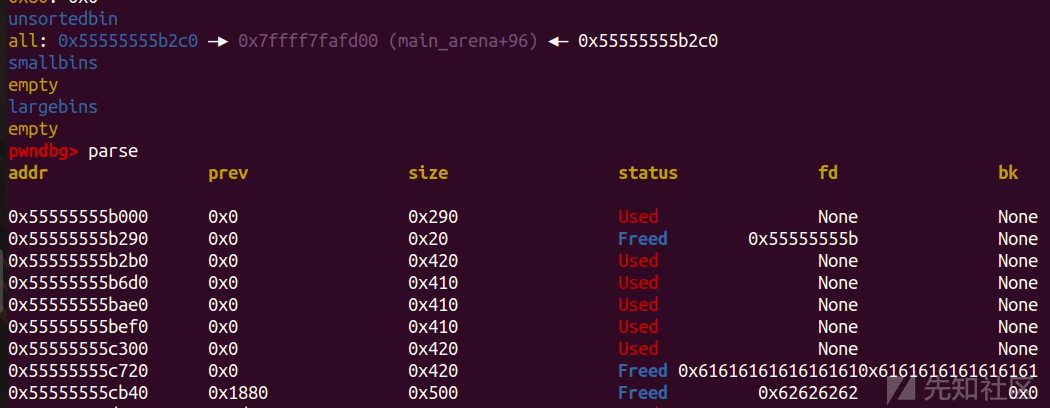 unsortedbin
all: 0x55555555b2c0 —▸ 0x7ffff7fafd00 (main_arena+96) ◂— 0x55555555b2c0
smallbins
empty
largebins
empty
pwndbg> parse
addr prev size status fd bk
0x55555555b000 0x0 0x290 Used None None
0x55555555b290 0x0 0x20 Freed 0x55555555b None
0x55555555b2b0 0x0 0x420 Used None None
0x55555555b6d0 0x0 0x410 Used None None
0x55555555bae0 0x0 0x410 Used None None
0x55555555bef0 0x0 0x410 Used None None
0x55555555c300 0x0 0x420 Used None None
0x55555555c720 0x0 0x420 Freed 0x61616161616161610x6161616161616161
0x55555555cb40 0x1880 0x500 Freed 0x62626262 0x0
先知社区